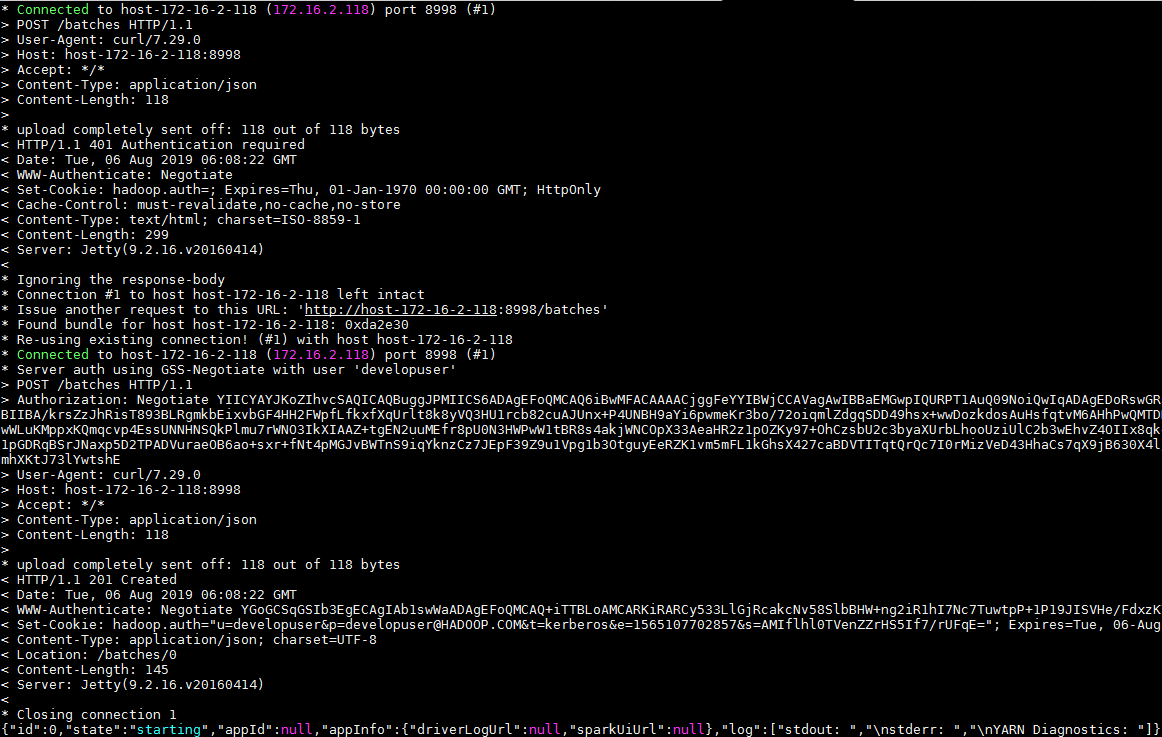 * Connected to host-172-16-2-118 (172.16.2.118) port 8998 (#1)
> POST /batches HTTP/1.1
> User-Agent: curl/7.29.0
> Host: host-172-16-2-118:8998
> Accept: */*
> Content-Type: application/json
> Content-Length: 118
>
* upload completely sent off: 118 out of 118 bytes
< HTTP/1.1 401 Authentication required
< Date: Tue, 06 Aug 2019 06:08:22 GMT
< WWW-Authenticate: Negotiate
< Set-Cookie: hadoop.auth=; Expires=Thu, 01-Jan-1970 00:00:00 GMT; HttpOnly
< Cache-Control: must-revalidate,no-cache,no-store
< Content-Type: text/html; charset=ISO-8859-1
< Content-Length: 299
< Server: Jetty(9.2.16.v20160414)
<
* Ignoring the response-body
* Connection #1 to host host-172-16-2-118 left intact
* Issue another request to this URL: 'http://host-172-16-2-118:8998/batches'
* Found bundle for host host-172-16-2-118: 0xda2e30
* Re-using existing connection! (#1) with host host-172-16-2-118
* Connected to host-172-16-2-118 (172.16.2.118) port 8998 (#1)
* Server auth using GSS-Negotiate with user 'developuser'
> POST /batches HTTP/1.1
> Authorization: Negotiate YIICYAYJKoZIhvcSAQICAQBuggJPMIICS6ADAgEFoQMCAQ6iBwMFACAAAACjggFeYYIBWjCCAVagAwIBBaEMGwpIQURPT1AuQ09NoiQwIqADAgEDoRswGR
BIIBA/krsZzJhRisT893BLRgmkbEixvbGF4HH2FWpfLfkxfXqUrlt8k8yVQ3HU1rcb82cuAJUnx+P4UNBH9aYi6pwmeKr3bo/72oiqmlZdgqSDD49hsx+wwDozkdosAuHsfqtvM6AHhPwQMTD
wWLuKMppxKQmqcvp4EssUNNHNSQkPlmu7rWNO3IkXIAAZ+tgEN2uuMEfr8pU0N3HWPwW1tBR8s4akjWNCOpX33AeaHR2z1pOZKy97+OhCzsbU2c3byaXUrbLhooUziUlC2b3wEhvZ4OIIx8qk
1pGDRqBSrJNaxp5D2TPADVuraeOB6ao+sxr+fNt4pMGJvBWTnS9iqYknzCz7JEpF39Z9u1Vpg1b3OtguyEeRZK1vm5mFL1kGhsX427caBDVTITqtQrQc7I0rMizVeD43HhaCs7qX9jB630X4l
mhXKtJ73lYwtshE
> User-Agent: curl/7.29.0
> Host: host-172-16-2-118:8998
> Accept: */*
> Content-Type: application/json
> Content-Length: 118
>
* upload completely sent off: 118 out of 118 bytes
< HTTP/1.1 201 Created
< Date: Tue, 06 Aug 2019 06:08:22 GMT
< WWW-Authenticate: Negotiate YGoGCSqGSIb3EgECAgIAb1swWaADAgEFoQMCAQ+iTTBLoAMCARKiRARCy533LlGjRcakcNv58SlbBHW+ng2iR1hI7Nc7TuwtpP+1P19JISVHe/FdxzK
< Set-Cookie: hadoop.auth="u=developuser&p=developuser@HADOOP.COM&t=kerberos&e=1565107702857&s=AMIflhl0TVenZZrHS5If7/rUFqE="; Expires=Tue, 06-Aug
< Content-Type: application/json; charset=UTF-8
< Location: /batches/0
< Content-Length: 145
< Server: Jetty(9.2.16.v20160414)
<
* Closing connection 1
{"id":0,"state":"starting","appId":null,"appInfo":{"driverLogUrl":null,"sparkUiUrl":null},"log":["stdout: ","\nstderr: ","\nYARN Diagnostics: "]}